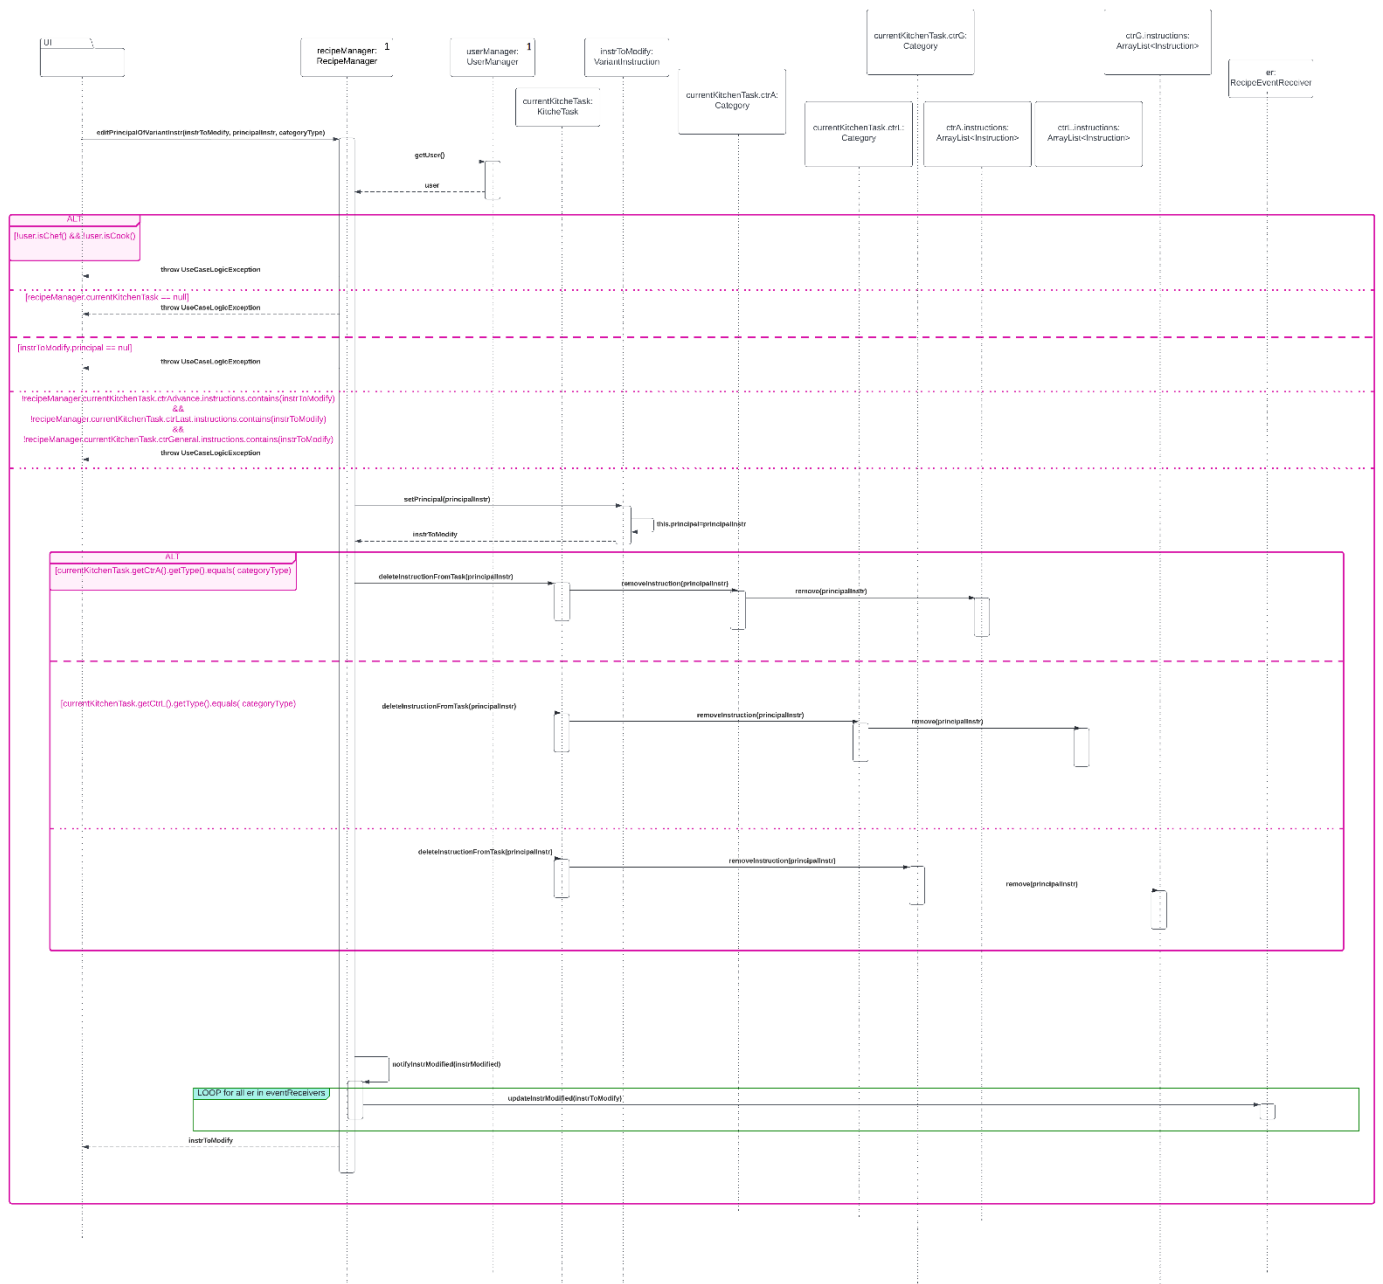 currentKitchenTask.ctrG:
Category
ctrG.instructions:
ArrayList<Instruction>
UI
recipeManager:
RecipeManager
1
userManager:
UserManager
1
instrToModify:
VariantInstruction
er:
RecipeEventReceiver
currentKitcheTask:
KitcheTask
currentKitchenTask.ctrA:
Category
currentKitchenTask.ctrL:
Category
ctrA.instructions:
ArrayList<Instruction>
ctrL.instructions:
ArrayList<Instruction>
editPrincipalOfVariantInstr(instrToModify, principalInstr, categoryType)
getUser()
user
ALT
[!user.isChef() && !user.isCook()
throw UseCaseLogicException
[recipeManager.currentKitchenTask == null]
throw UseCaseLogicException
[instrToModify.principal == nul]
throw UseCaseLogicException
!recipeManager.currentKitchenTask.ctrAdvance.instructions.contains(instrToModify)
&&
!recipeManager.currentKitchenTask.ctrLast.instructions.contains(instrToModify)
&&
!recipeManager.currentKitchenTask.ctrGeneral.instructions.contains(instrToModify)
throw UseCaseLogicException
setPrincipal(principalInstr)
this.principal=principalInstr
instrToModify
ALT
[currentKitchenTask.getCtrA().getType().equals( categoryType)
deleteInstructionFromTask(principalInstr)
removeInstruction(principalInstr)
remove(principalInstr)
[currentKitchenTask.getCtrL().getType().equals( categoryType)
deleteInstructionFromTask(principalInstr)
removeInstruction(principalInstr)
remove(principalInstr)
deleteInstructionFromTask(principalInstr)
removeInstruction(principalInstr)
remove(principalInstr)
notifyInstrModified(instrModified)
LOOP for all er in eventReceivers
updateInstrModified(instrToModify)
instrToModify